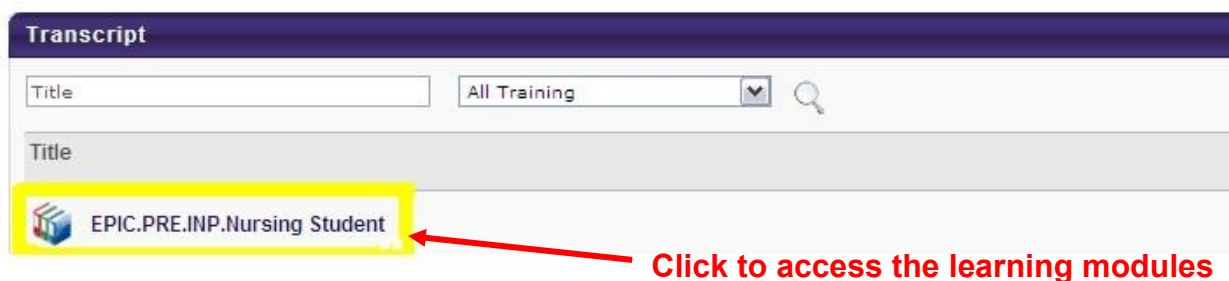 Transcript
Title All Training
Title
EPIC.PRE.INP.Nursing Student
Click to access the learning modules